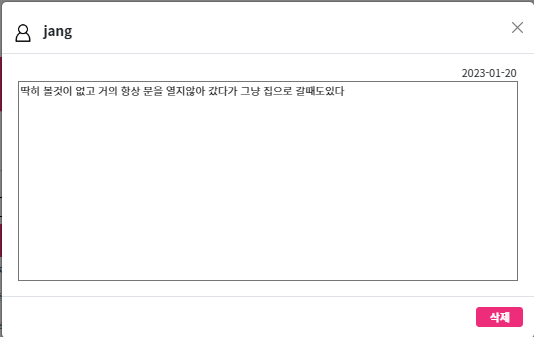 jang
2023-01-20
딱히 볼것이 없고 거의 항상 문을 열지않아 갔다가 그냥 집으로 갈때도있다
삭제